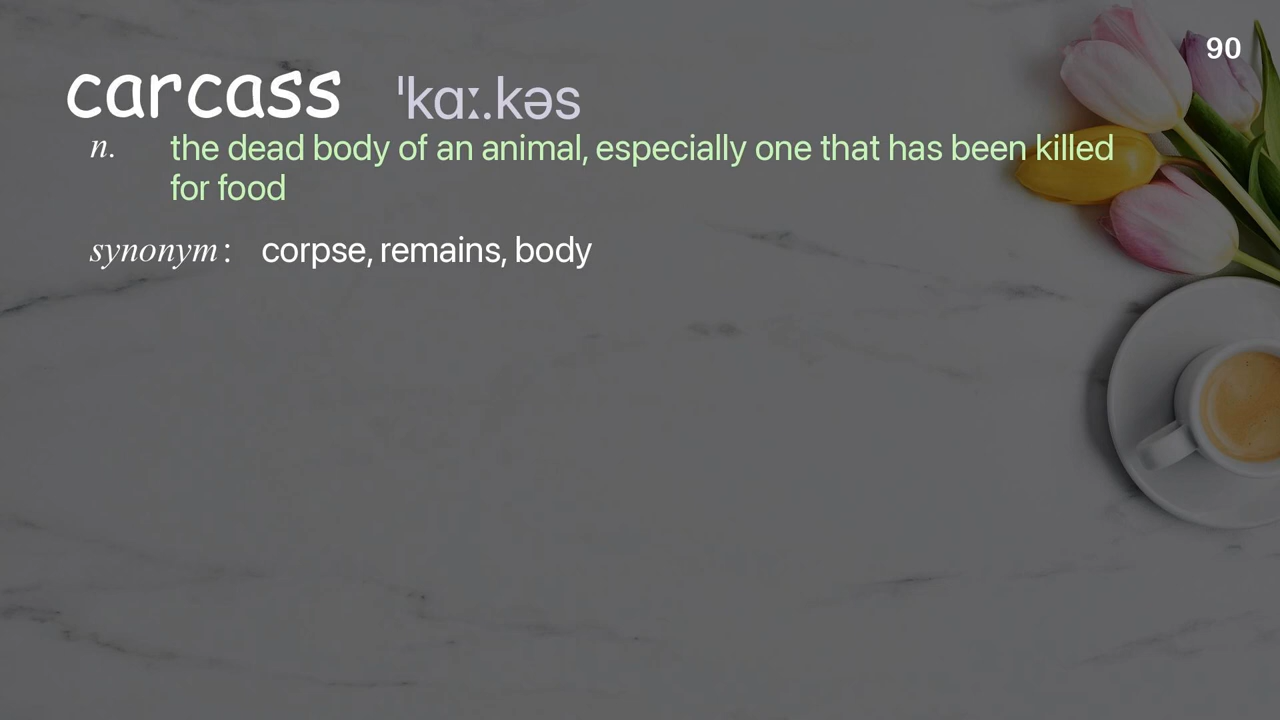 90
carcass ˈkɑː.kəs
n. the dead body of an animal, especially one that has been killed
for food
synonym: corpse, remains, body